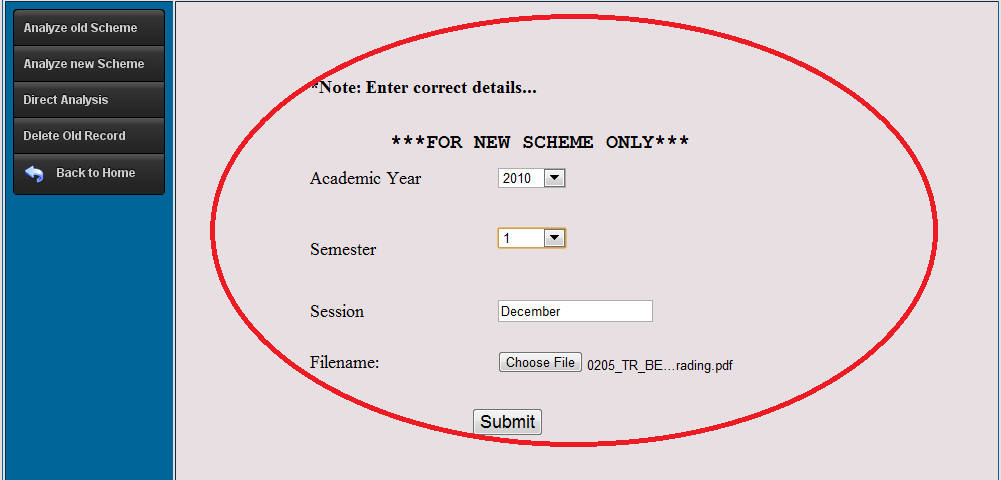 Analyze old Scheme
Analyze new Scheme
Direct Analysis
Delete Old Record
Back to Home
*Note: Enter correct details...
***FOR NEW SCHEME ONLY***
Academic Year 2010
Semester 1
Session December
Filename: Choose File 0205_TR_BE...rading.pdf
Submit